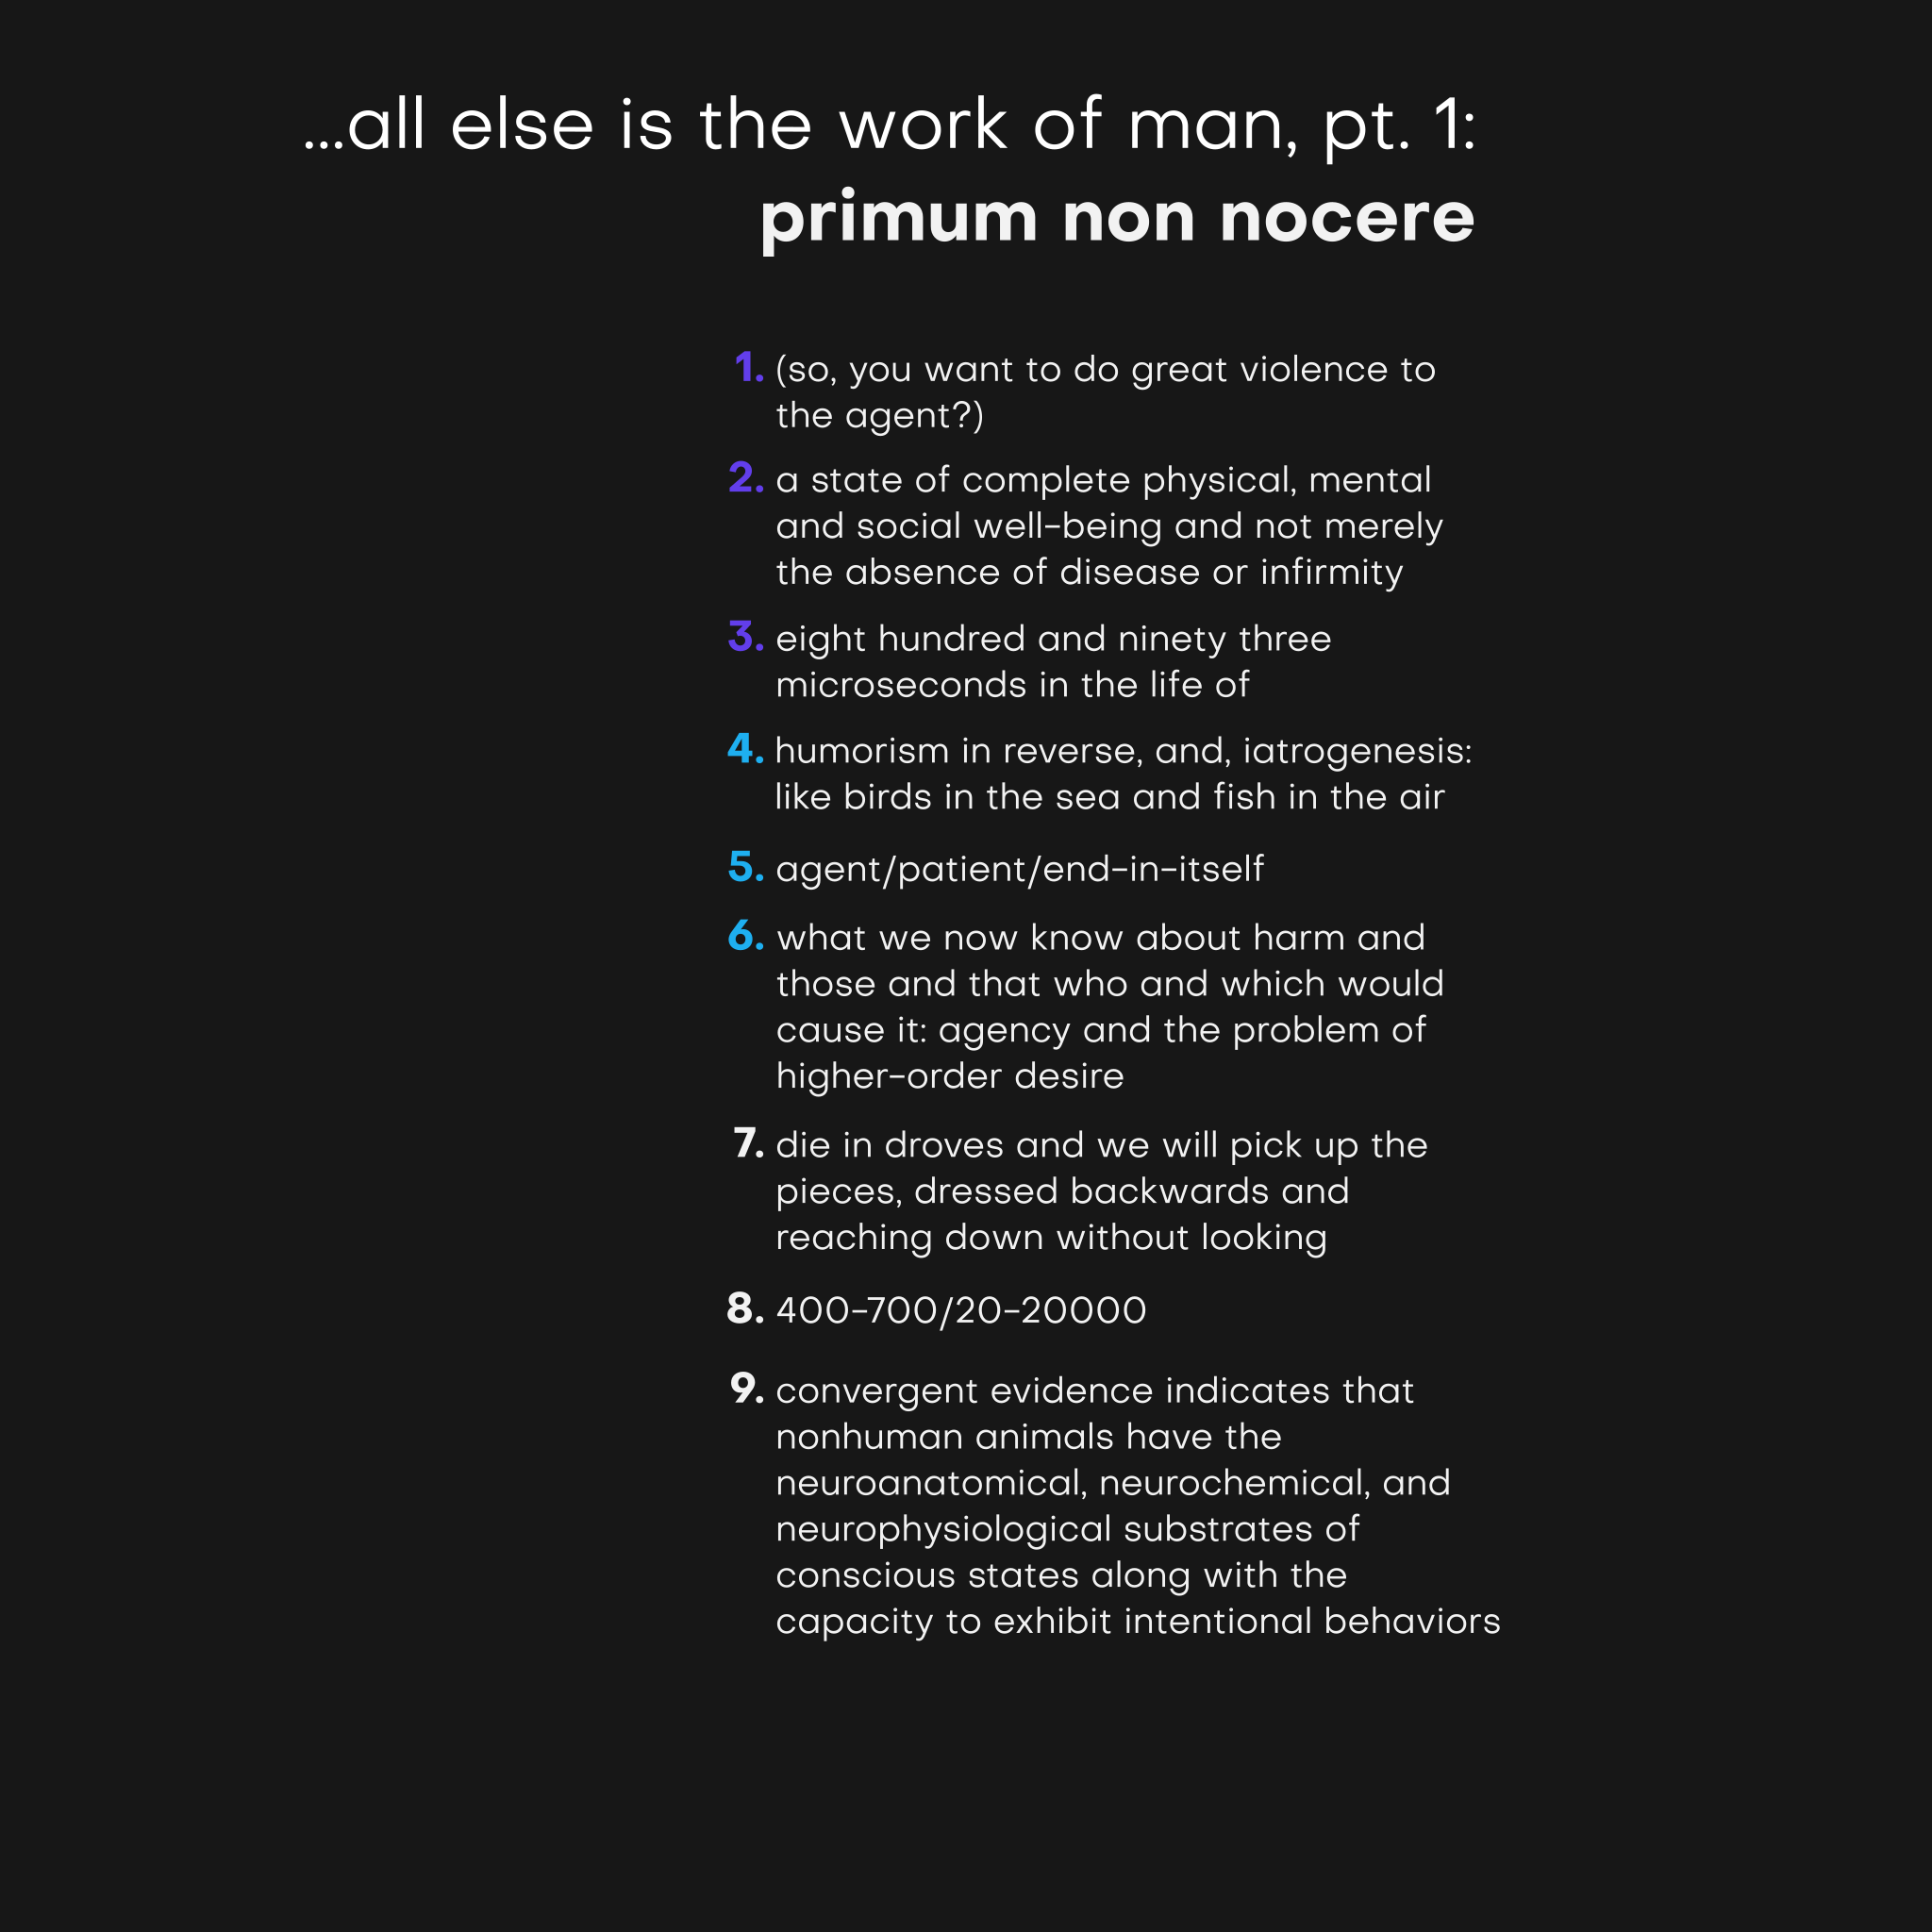 ...all else is the work of man, pt. 1:
primum non nocere
1. (so, you want to do great violence to
the agent?)
2. a state of complete physical, mental
and social well-being and not merely
the absence of disease or infirmity
3. eight hundred and ninety three
microseconds in the life of
4. humorism in reverse, and, iatrogenesis:
like birds in the sea and fish in the air
5. agent/patient/end-in-itself
6. what we now know about harm and
those and that who and which would
cause it: agency and the problem of
higher-order desire
7. die in droves and we will pick up the
pieces, dressed backwards and
reaching down without looking
8. 400-700/20-20000
9. convergent evidence indicates that
nonhuman animals have the
neuroanatomical, neurochemical, and
neurophysiological substrates of
conscious states along with the
capacity to exhibit intentional behaviors